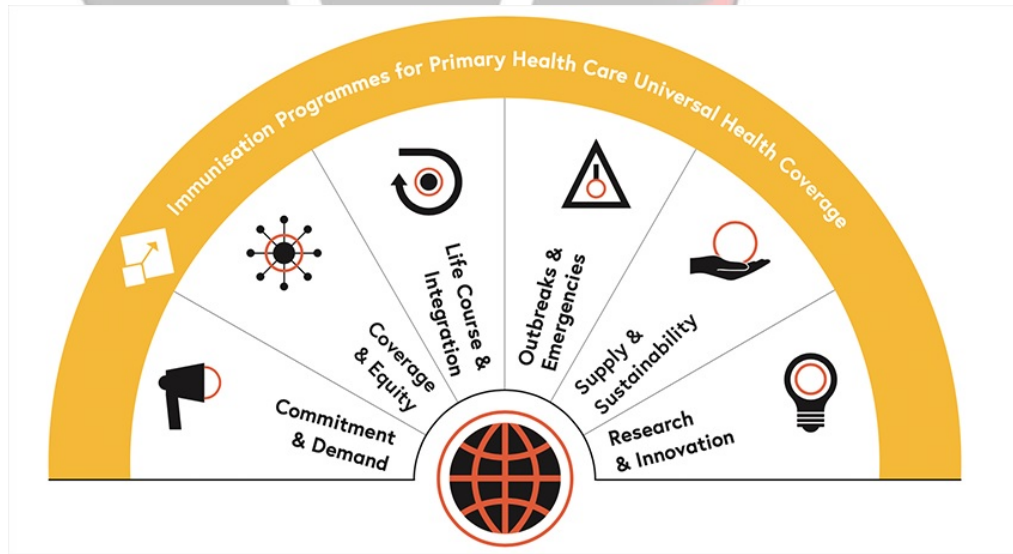 Immunisation Programmes for Primary Health Care Universal Health Coverage
Commitment
& Demand
Coverage
& Equity
Life Course &
Integration
Outbreaks &
Emergencies
Supply &
Sustainability
Research
& Innovation